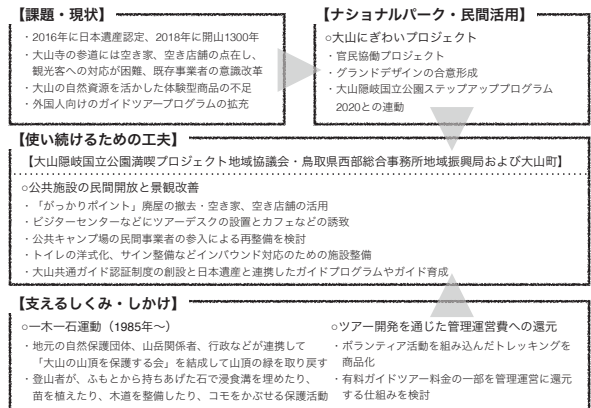 【課題・現状】
・2016年に日本遺産認定、2018年に開山1300年
・大山寺の参道には空き家、空き店舗の点在し、
観光客への対応が困難、既存事業者の意識改革
・大山の自然資源を活かした体験型商品の不足
・外国人向けのガイドツアープログラムの拡充
【ナショナルパーク・民間活用】
○大山にぎわいプロジェクト
・官民協働プロジェクト
・グランドデザインの合意形成
・大山隠岐国立公園ステップアッププログラム
2020との連動
【使い続けるための工夫】
【大山隠岐国立公園満喫プロジェクト地域協議会・鳥取県西部総合事務所地域振興局および大山町】
○公共施設の民間開放と景観改善
・「がっかりポイント」廃屋の撤去・空き家、空き店舗の活用
・ビジターセンターなどにツアーデスクの設置とカフェなどの誘致
・公共キャンプ場の民間事業者の参入による再整備を検討
・トイレの洋式化、サイン整備などインバウンド対応のための施設整備
・大山共通ガイド認証制度の創設と日本遺産と連携したガイドプログラムやガイド育成
【支えるしくみ・しかけ】
○一木一石運動（1985年〜）
・地元の自然保護団体、山岳関係者、行政などが連携して
「大山の山頂を保護する会」を結成して山頂の緑を取り戻す
・登山者が、ふもとから持ちあげた石で浸食溝を埋めたり、
苗を植えたり、木道を整備したり、コモをかぶせる保護活動
○ツアー開発を通じた管理運営費への還元
・ボランティア活動を組み込んだトレッキングを
商品化
・有料ガイドツアー料金の一部を管理運営に還元
する仕組みを検討